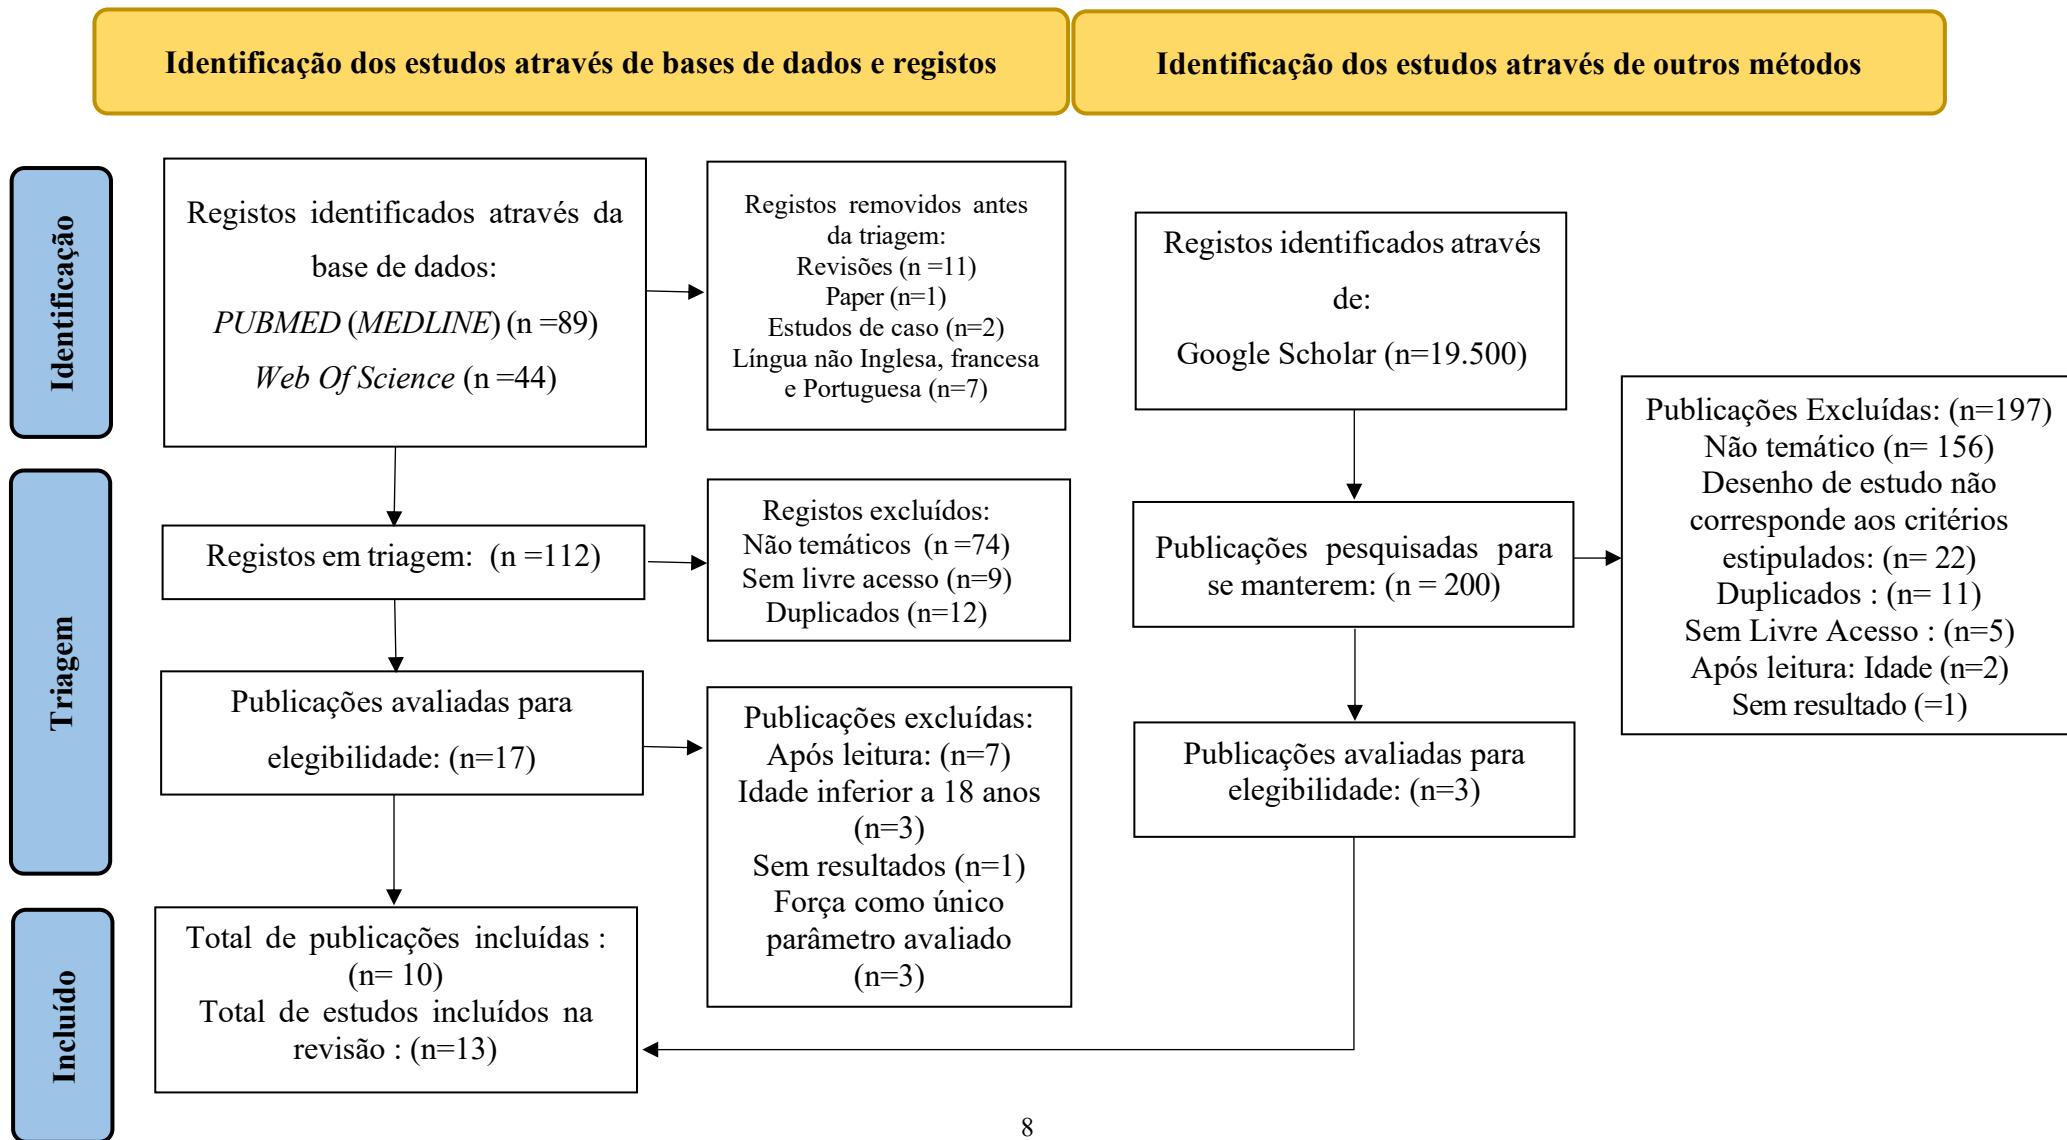 Identificação dos estudos através de bases de dados e registos
Identificação dos estudos através de outros métodos
Identificação
Registos identificados através da
base de dados:
PUBMED (MEDLINE) (n =89)
Web Of Science (n =44)
Registos removidos antes
da triagem:
Revisões (n =11)
Paper (n=1)
Estudos de caso (n=2)
Língua não Inglesa, francesa
e Portuguesa (n=7)
Registos identificados através
de:
Google Scholar (n=19.500)
Publicações Excluídas: (n=197)
Não temático (n= 156)
Desenho de estudo não
corresponde aos critérios
estipulados: (n= 22)
Duplicados : (n= 11)
Sem Livre Acesso : (n=5)
Após leitura: Idade (n=2)
Sem resultado (=1)
Triagem
Registos em triagem: (n =112)
Registos excluídos:
Não temáticos (n =74)
Sem livre acesso (n=9)
Duplicados (n=12)
Publicações pesquisadas para
se manterem: (n = 200)
Publicações avaliadas para
elegibilidade: (n=17)
Publicações excluídas:
Após leitura: (n=7)
Idade inferior a 18 anos
(n=3)
Sem resultados (n=1)
Força como único
parâmetro avaliado
(n=3)
Publicações avaliadas para
elegibilidade: (n=3)
Incluído
Total de publicações incluídas :
(n= 10)
Total de estudos incluídos na
revisão : (n=13)
8